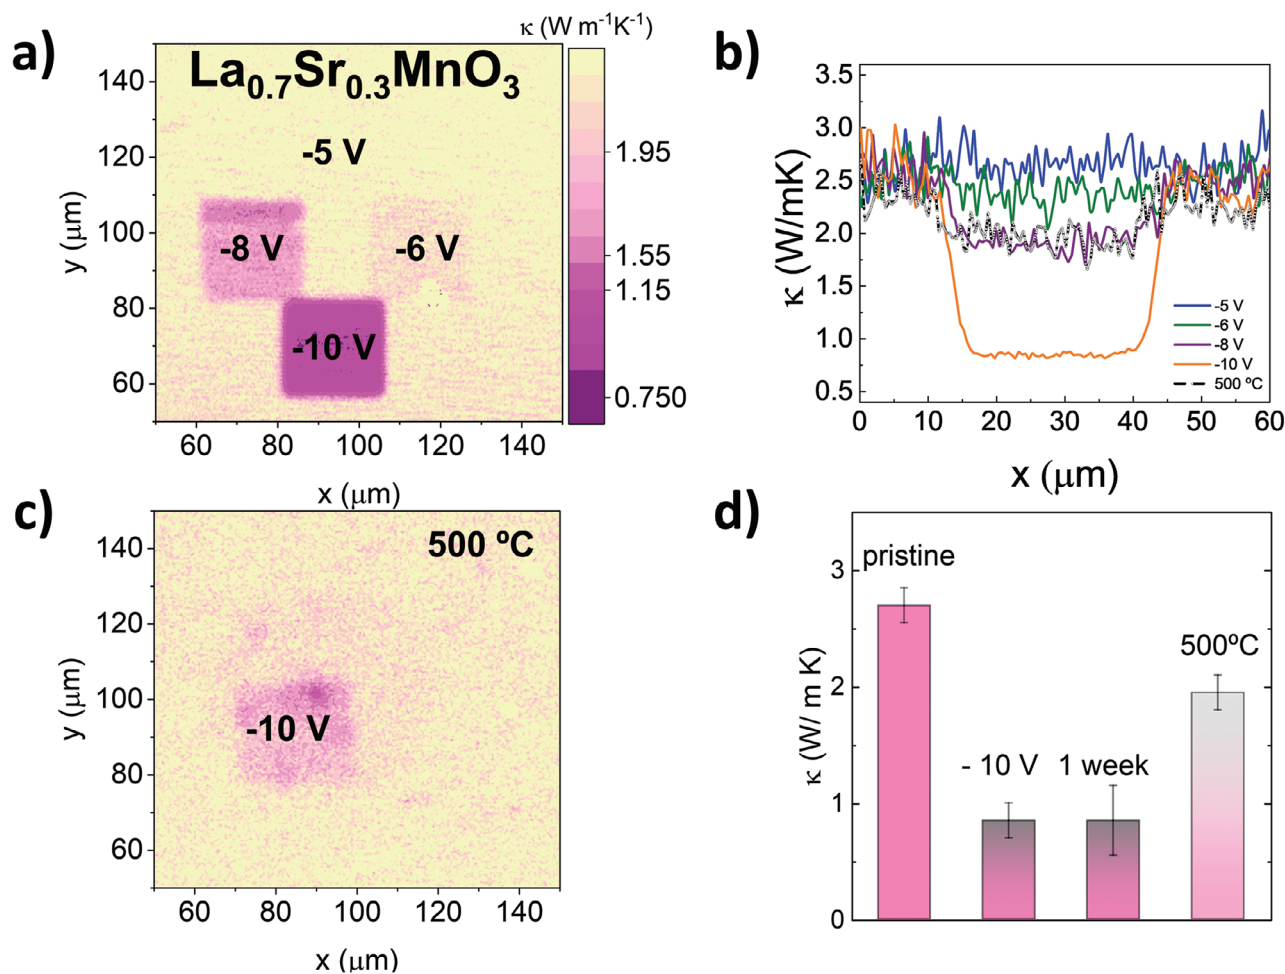 a)
κ (W m⁻¹K⁻¹)
La₀.₇Sr₀.₃MnO₃
-5 V
-8 V
-6 V
-10 V
140
120
100
80
60
y (μm)
60
80
100
120
140
x (μm)
1.95
1.55
1.15
0.750
b)
3.5
3.0
2.5
2.0
1.5
1.0
0.5
κ (W/mK)
-5 V
-6 V
-8 V
-10 V
500 ºC
0
10
20
30
40
50
60
x (μm)
c)
500 ºC
-10 V
140
120
100
80
60
y (μm)
60
80
100
120
140
x (μm)
d)
pristine
- 10 V
1 week
500ºC
3
2
1
0
κ (W/ m K)